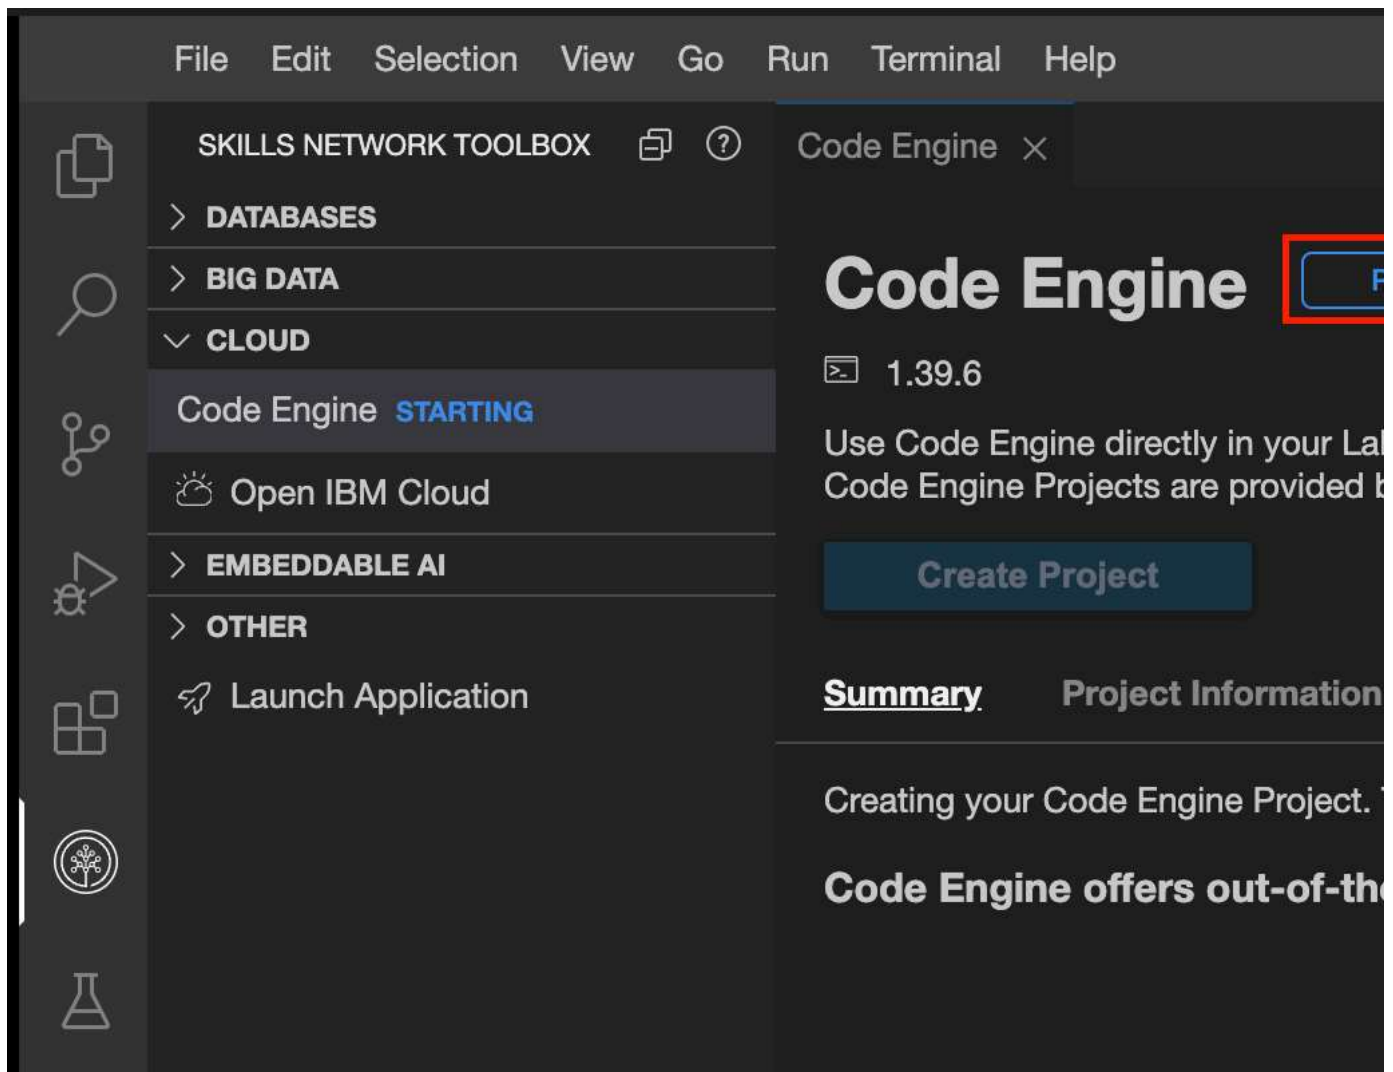 File Edit Selection View Go Run Terminal Help
SKILLS NETWORK TOOLBOX
DATABASES
BIG DATA
CLOUD
Code Engine STARTING
Open IBM Cloud
EMBEDDABLE AI
OTHER
Launch Application
Code Engine
Code Engine
1.39.6
Use Code Engine directly in your
Code Engine Projects are provided
Create Project
Summary Project Information
Creating your Code Engine Project.
Code Engine offers